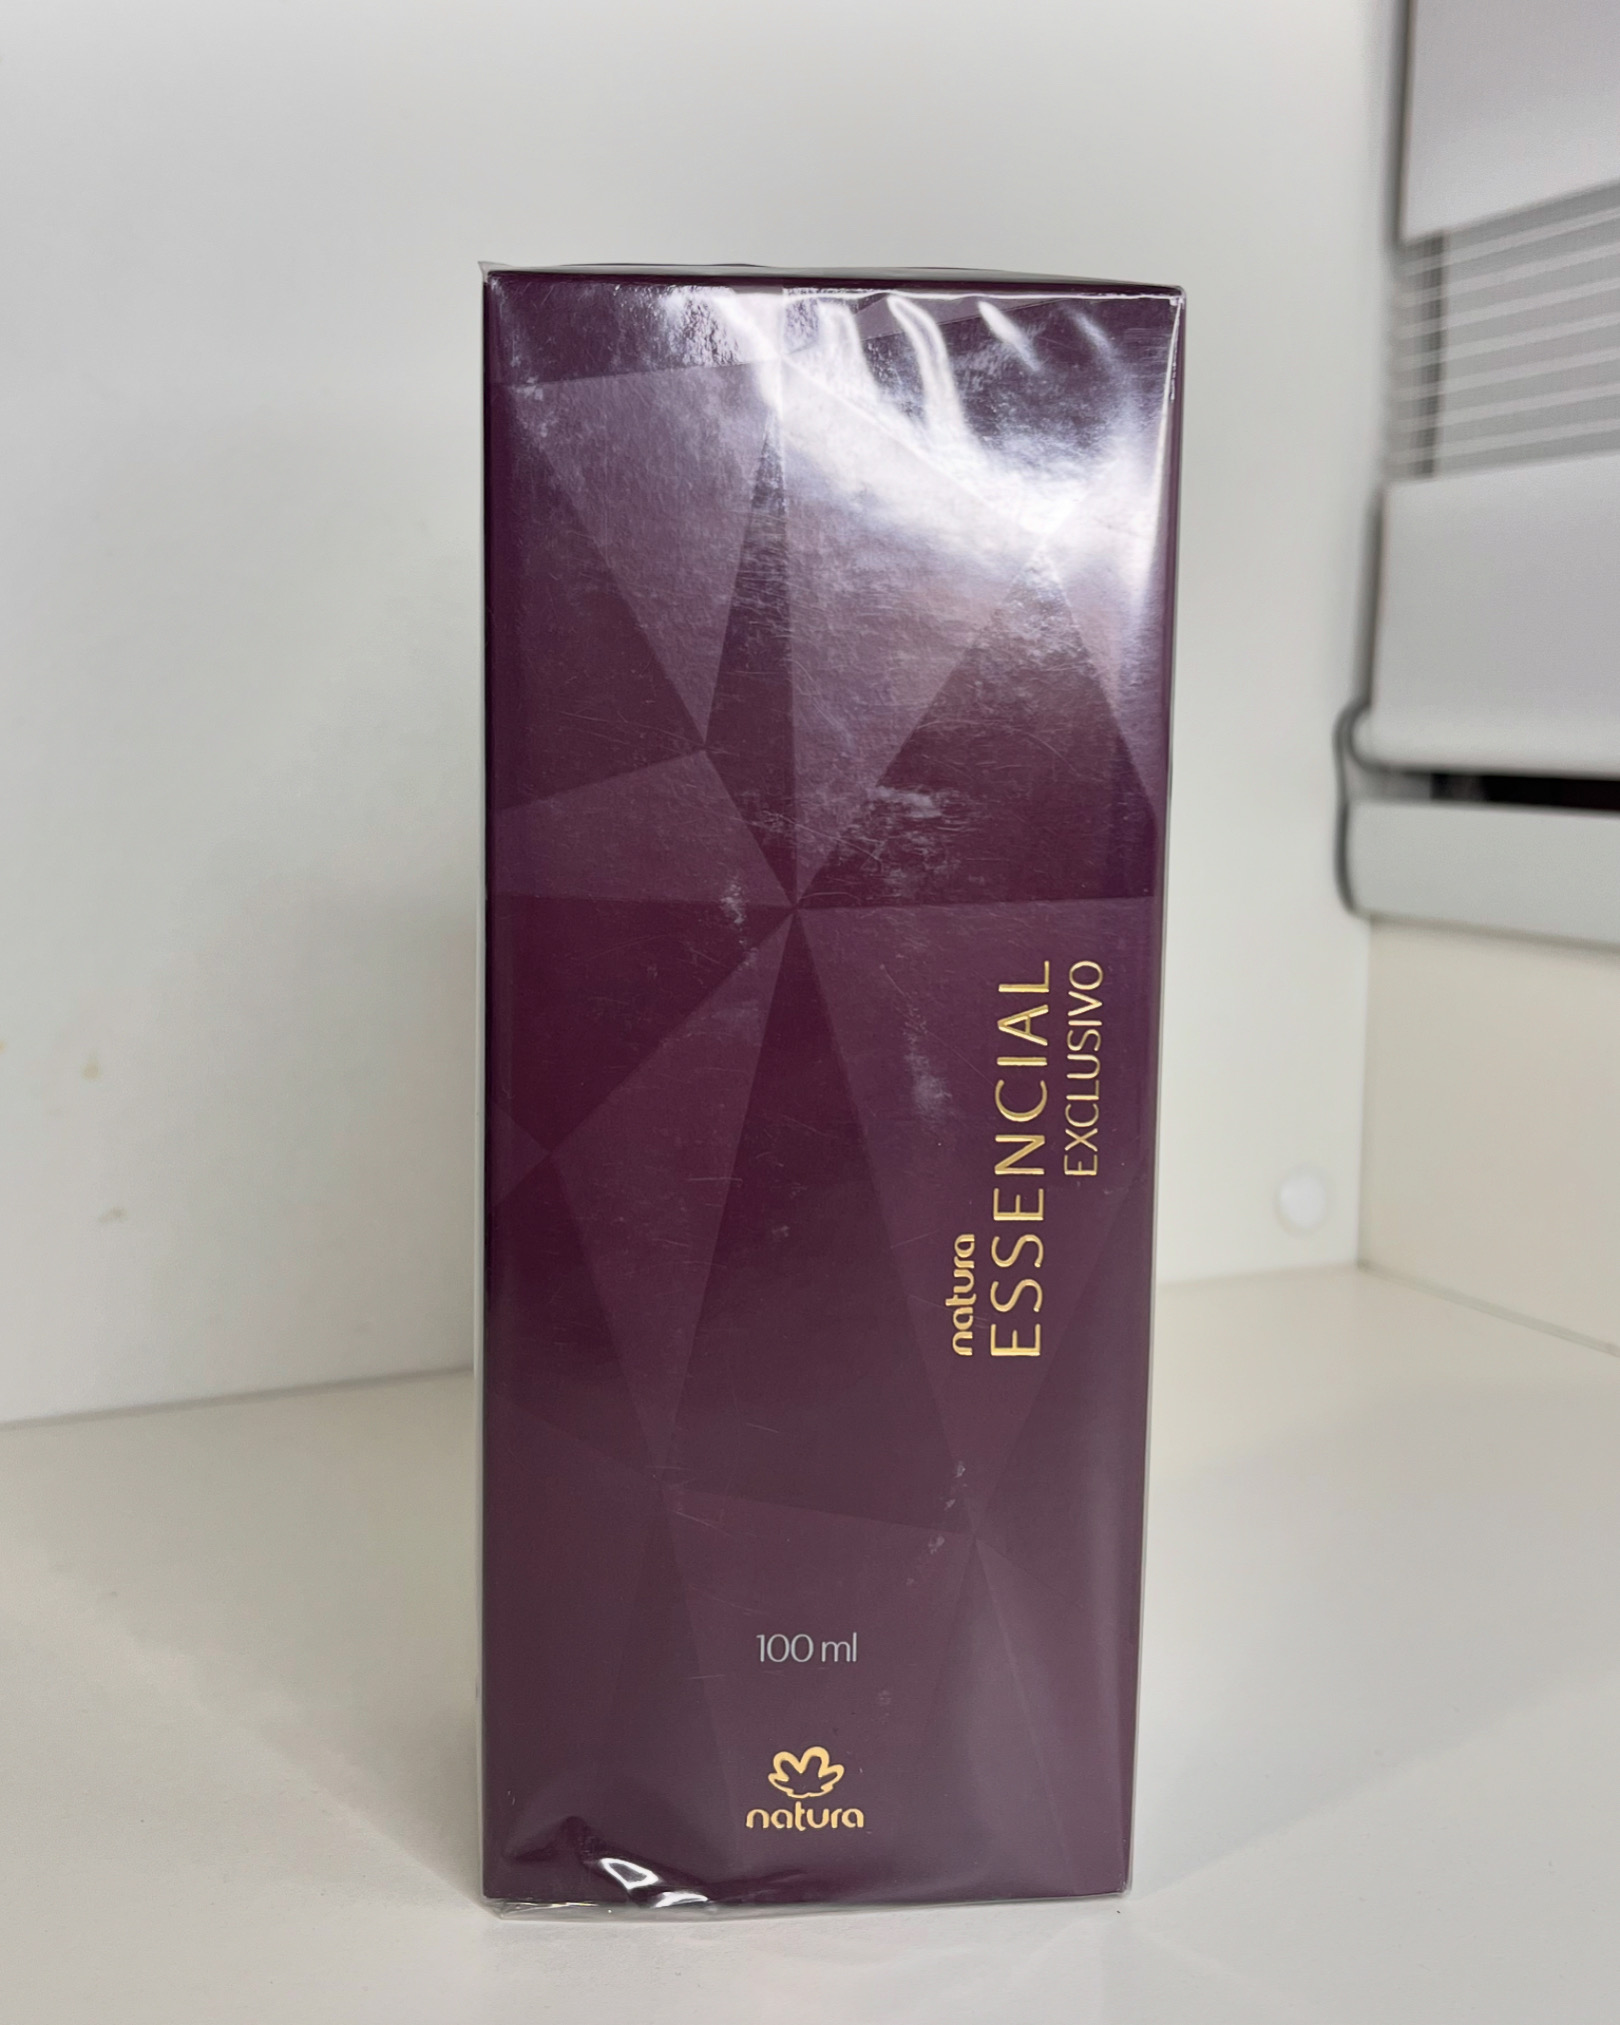 natura
ESSENCIAL
EXCLUSIVO
100 ml
natura